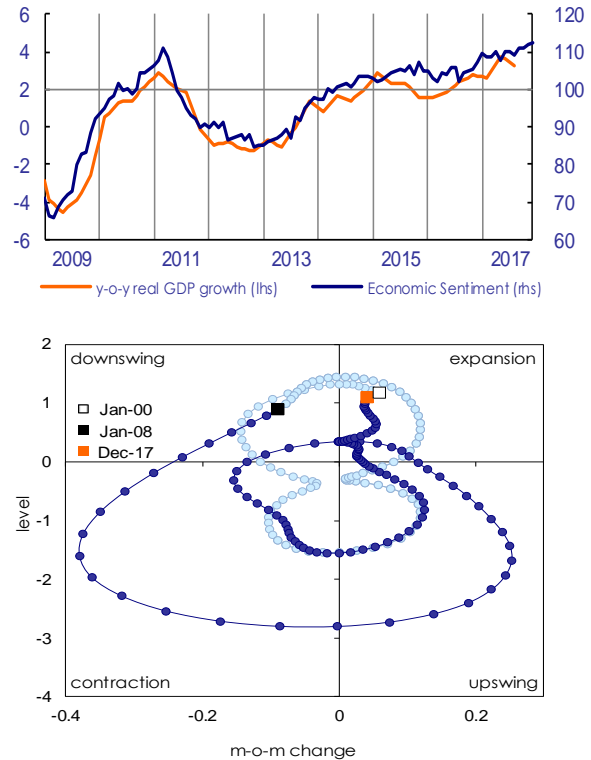 6 120
4 110
2 100
0 90
-2 80
-4 70
-6 60
2009 2011 2013 2015 2017
y-o-y real GDP growth (lhs) Economic Sentiment (rhs)
2
downswing expansion
1
Jan-00
Jan-08
Dec-17
0
level
-1
-2
-3
contraction upswing
-4
-0.4 -0.2 0 0.2
m-o-m change